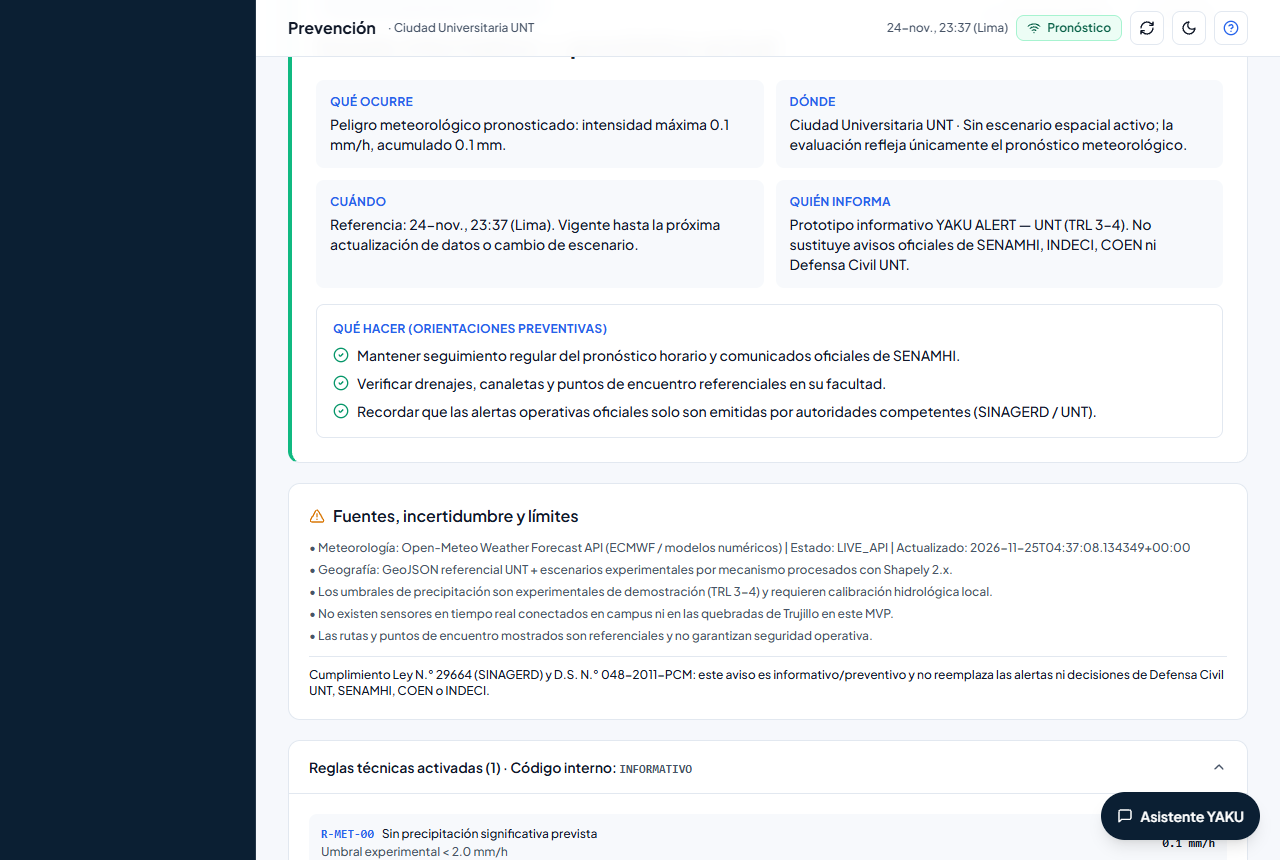 Prevención · Ciudad Universitaria UNT
24-nov., 23:37 (Lima) Pronóstico
QUÉ OCURRE
Peligro meteorológico pronosticado: intensidad máxima 0.1
mm/h, acumulado 0.1 mm.
DÓNDE
Ciudad Universitaria UNT · Sin escenario espacial activo; la
evaluación refleja únicamente el pronóstico meteorológico.
CUÁNDO
Referencia: 24-nov., 23:37 (Lima). Vigente hasta la próxima
actualización de datos o cambio de escenario.
QUIÉN INFORMA
Prototipo informativo YAKU ALERT — UNT (TRL 3-4). No
sustituye avisos oficiales de SENAMHI, INDECI, COEN ni
Defensa Civil UNT.
QUÉ HACER (ORIENTACIONES PREVENTIVAS)
Mantener seguimiento regular del pronóstico horario y comunicados oficiales de SENAMHI.
Verificar drenajes, canaletas y puntos de encuentro referenciales en su facultad.
Recordar que las alertas operativas oficiales solo son emitidas por autoridades competentes (SINAGERD / UNT).
Fuentes, incertidumbre y límites
• Meteorología: Open-Meteo Weather Forecast API (ECMWF / modelos numéricos) | Estado: LIVE_API | Actualizado: 2026-11-25T04:37:08.134349+00:00
• Geografía: GeoJSON referencial UNT + escenarios experimentales por mecanismo procesados con Shapely 2.x.
• Los umbrales de precipitación son experimentales de demostración (TRL 3-4) y requieren calibración hidrológica local.
• No existen sensores en tiempo real conectados en campus ni en las quebradas de Trujillo en este MVP.
• Las rutas y puntos de encuentro mostrados son referenciales y no garantizan seguridad operativa.
Cumplimiento Ley N.° 29664 (SINAGERD) y D.S. N.° 048-2011-PCM: este aviso es informativo/preventivo y no reemplaza las alertas ni decisiones de Defensa Civil
UNT, SENAMHI, COEN o INDECI.
Reglas técnicas activadas (1) · Código interno: INFORMATIVO
R-MET-00 Sin precipitación significativa prevista
Umbral experimental < 2.0 mm/h
0.1 mm/h
Asistente YAKU